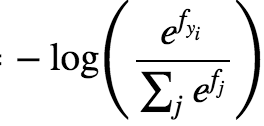 = − log(e^{f_{y_i}} / ∑_j e^{f_j})